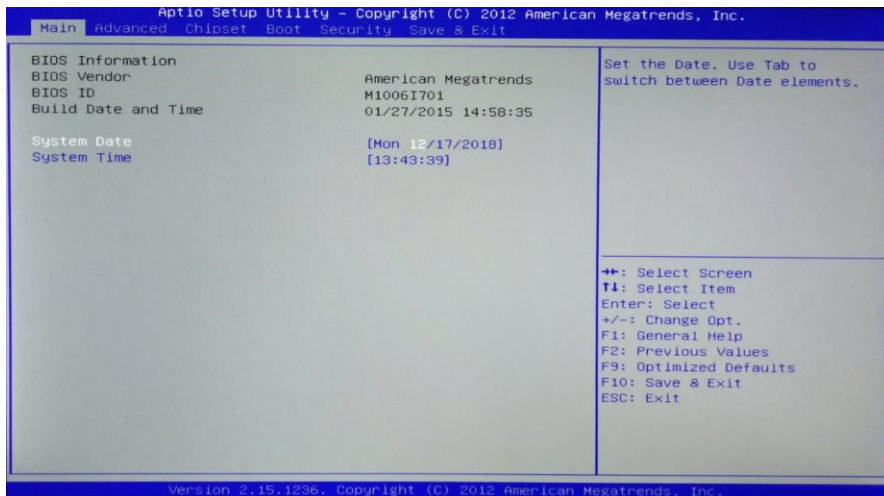 Aptio Setup Utility - Copyright (C) 2012 American Megatrends, Inc.
Main Advanced Chipset Boot Security Save & Exit
BIOS Information
BIOS Vendor American Megatrends
BIOS ID M1006I701
Build Date and Time 01/27/2015 14:58:35
System Date [Mon 12/17/2018]
System Time [13:43:39]
Set the Date. Use Tab to
switch between Date elements.
→←: Select Screen
↑↓: Select Item
Enter: Select
+/-: Change Opt.
F1: General Help
F2: Previous Values
F9: Optimized Defaults
F10: Save & Exit
ESC: Exit
Version 2.15.1236. Copyright (C) 2012 American Megatrends, Inc.